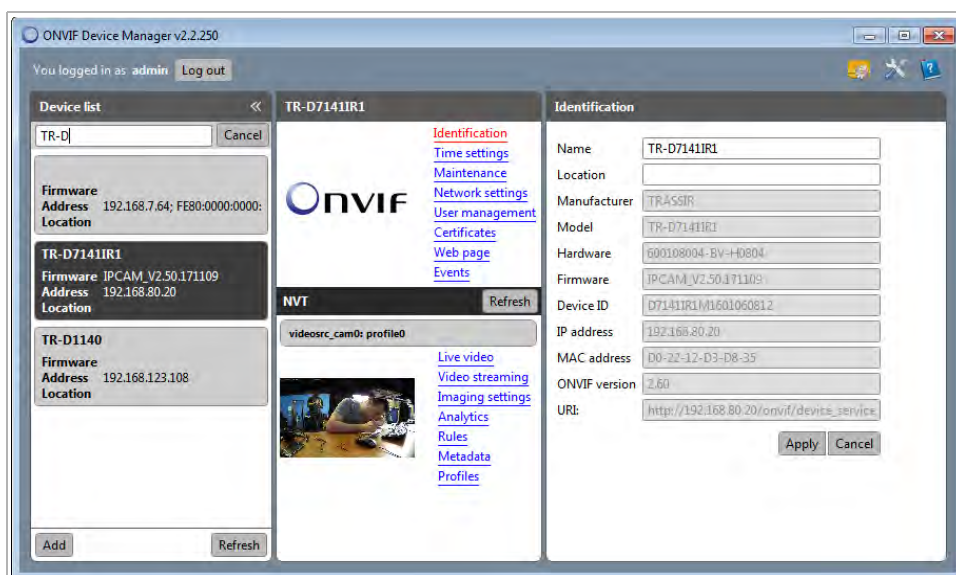 ONVIF Device Manager v2.2.250
You logged in as admin Log out
Device list «
TR-D Cancel
Firmware
Address 192.168.7.64; FE80:0000:0000:
Location
TR-D7141IR1
Firmware IPCAM_V2.50.171109
Address 192.168.80.20
Location
TR-D1140
Firmware
Address 192.168.123.108
Location
Add Refresh
TR-D7141IR1
ONVIF
Identification
Time settings
Maintenance
Network settings
User management
Certificates
Web page
Events
NVT Refresh
videosrc_cam0: profile0
Live video
Video streaming
Imaging settings
Analytics
Rules
Metadata
Profiles
Identification
Name TR-D7141IR1
Location
Manufacturer TRASSIR
Model TR-D7141IR1
Hardware 600108004-BV-H0804
Firmware IPCAM_V2.50.171109
Device ID D7141IR1M1601060812
IP address 192.168.80.20
MAC address D0-22-12-D3-D8-35
ONVIF version 2.60
URI: http://192.168.80.20/onvif/device_service
Apply Cancel